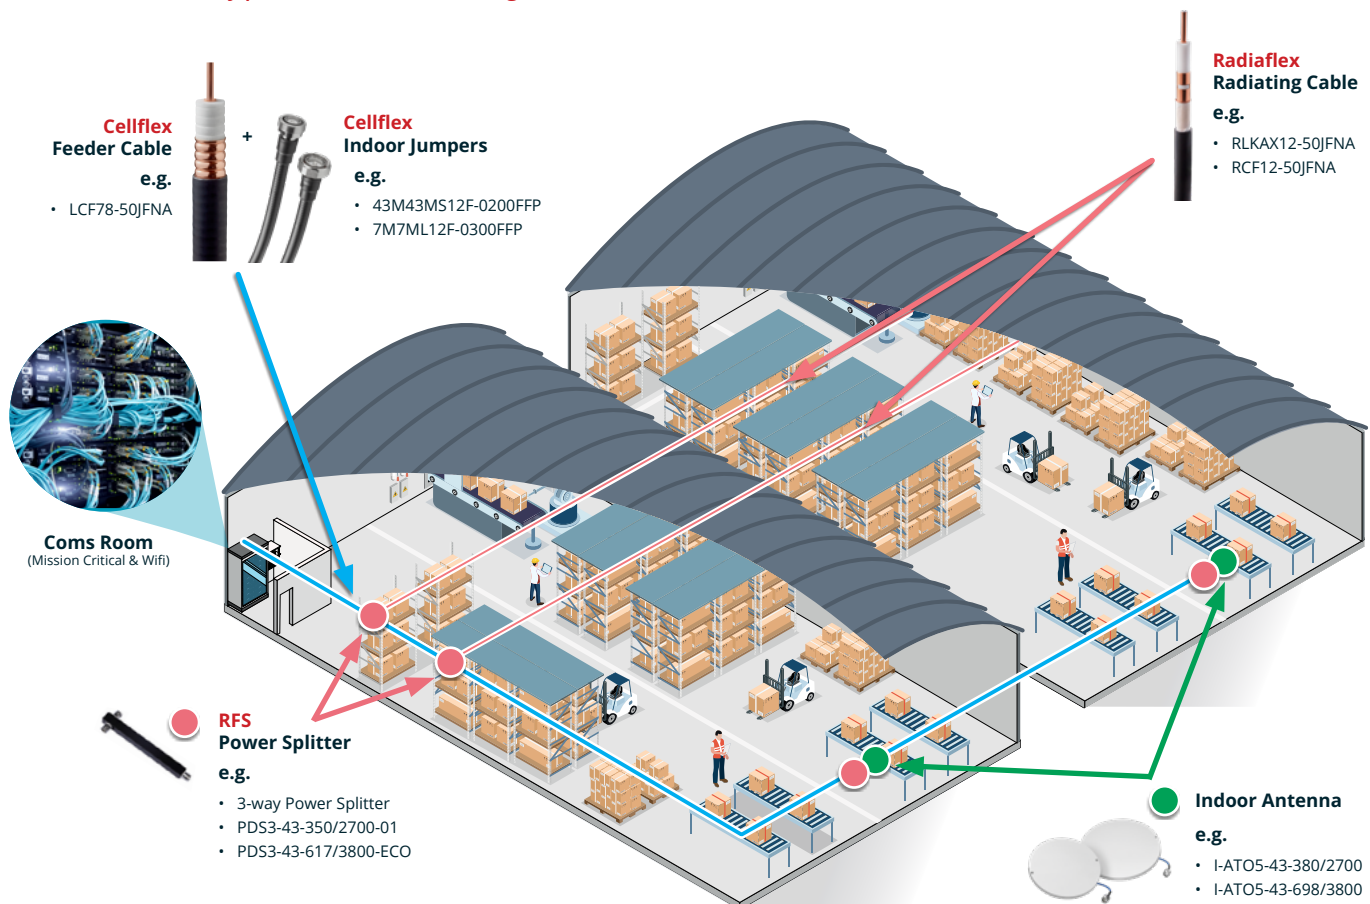 Cellflex
Feeder Cable
e.g.
• LCF78-50JFNA
+
Cellflex
Indoor Jumpers
e.g.
• 43M43MS12F-0200FFP
• 7M7ML12F-0300FFP
Radiaflex
Radiating Cable
e.g.
• RLKAX12-50JFNA
• RCF12-50JFNA
Coms Room
(Mission Critical & Wifi)
RFS
Power Splitter
e.g.
• 3-way Power Splitter
• PDS3-43-350/2700-01
• PDS3-43-617/3800-ECO
Indoor Antenna
e.g.
• I-ATO5-43-380/2700
• I-ATO5-43-698/3800